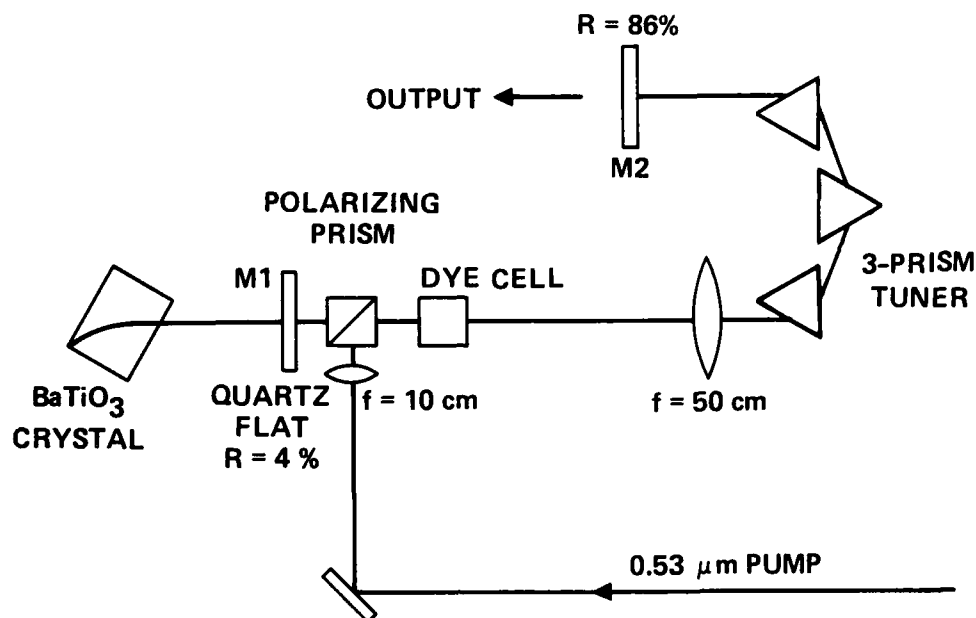 R = 86%
OUTPUT
M2
POLARIZING
PRISM
M1
DYE CELL
3-PRISM
TUNER
BaTiO3
CRYSTAL
QUARTZ
FLAT
R = 4 %
f = 10 cm
f = 50 cm
0.53 μm PUMP